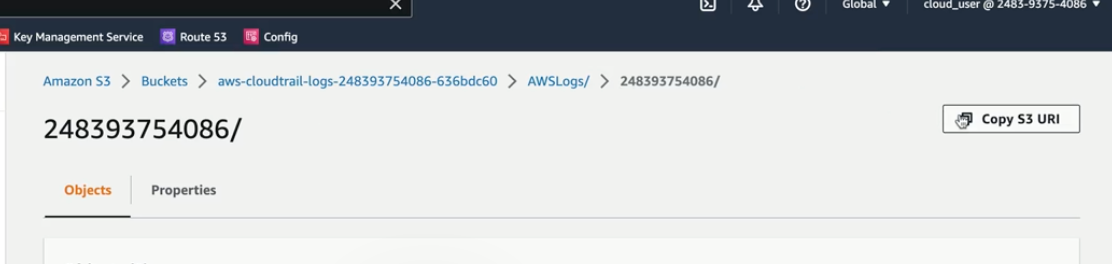 Global ▼ cloud_user @ 2483-9375-4086 ▼
Key Management Service Route 53 Config
Amazon S3 > Buckets > aws-cloudtrail-logs-248393754086-636bdc60 > AWSLogs/ > 248393754086/
248393754086/
Copy S3 URI
Objects Properties